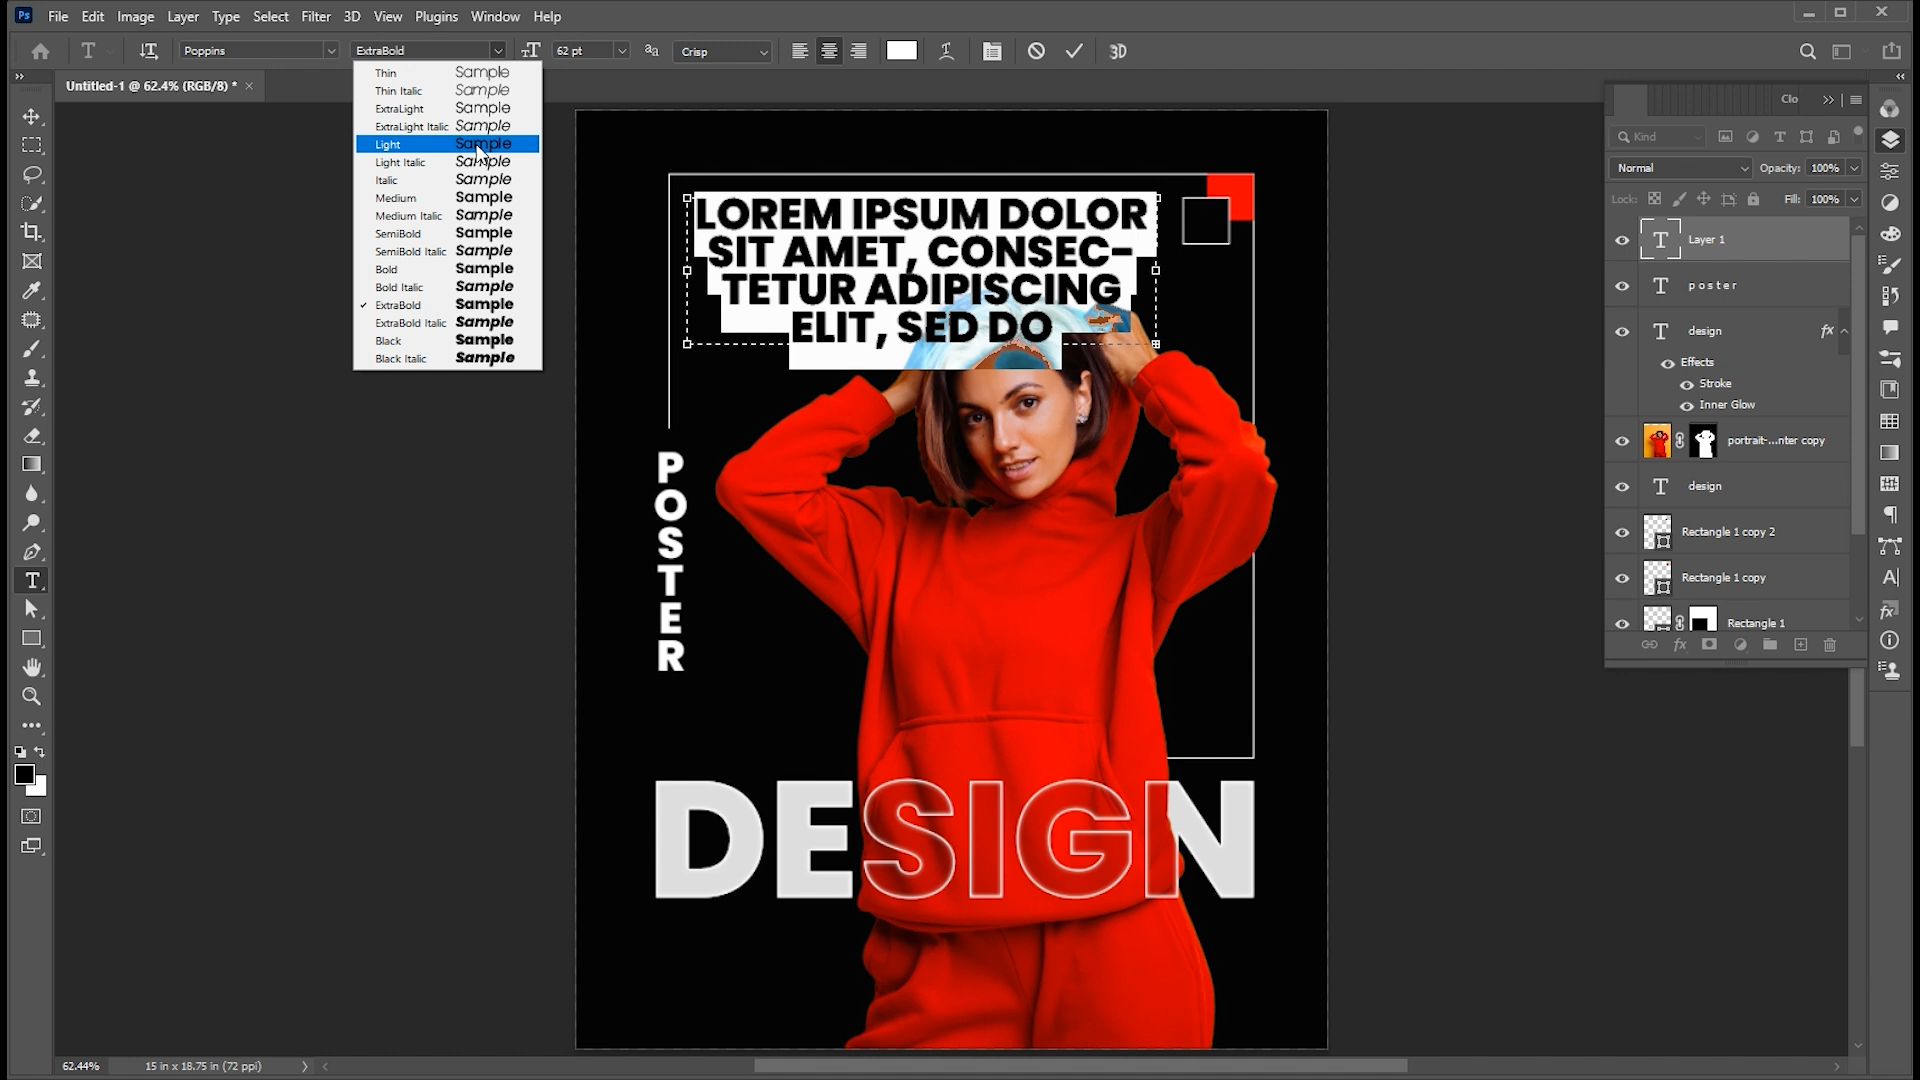 Ps File Edit Image Layer Type Select Filter 3D View Plugins Window Help
T Poppins ExtraBold 62 pt aa Crisp 3D
Untitled-1 @ 62.4% (RGB/8) *
Thin Sample
Thin Italic Sample
ExtraLight Sample
ExtraLight Italic Sample
Light Sample
Light Italic Sample
Italic Sample
Medium Sample
Medium Italic Sample
SemiBold Sample
SemiBold Italic Sample
Bold Sample
Bold Italic Sample
ExtraBold Sample
ExtraBold Italic Sample
Black Sample
Black Italic Sample
LOREM IPSUM DOLOR
SIT AMET, CONSEC-
TETUR ADIPISCING
ELIT, SED DO
P
O
S
T
E
R
DESIGN
Clo
Kind
Normal Opacity: 100%
Lock: Fill: 100%
Layer 1
poster
design fx
Effects
Stroke
Inner Glow
portrait-...nter copy
design
Rectangle 1 copy 2
Rectangle 1 copy
Rectangle 1
62.44% 15 in x 18.75 in (72 ppi)